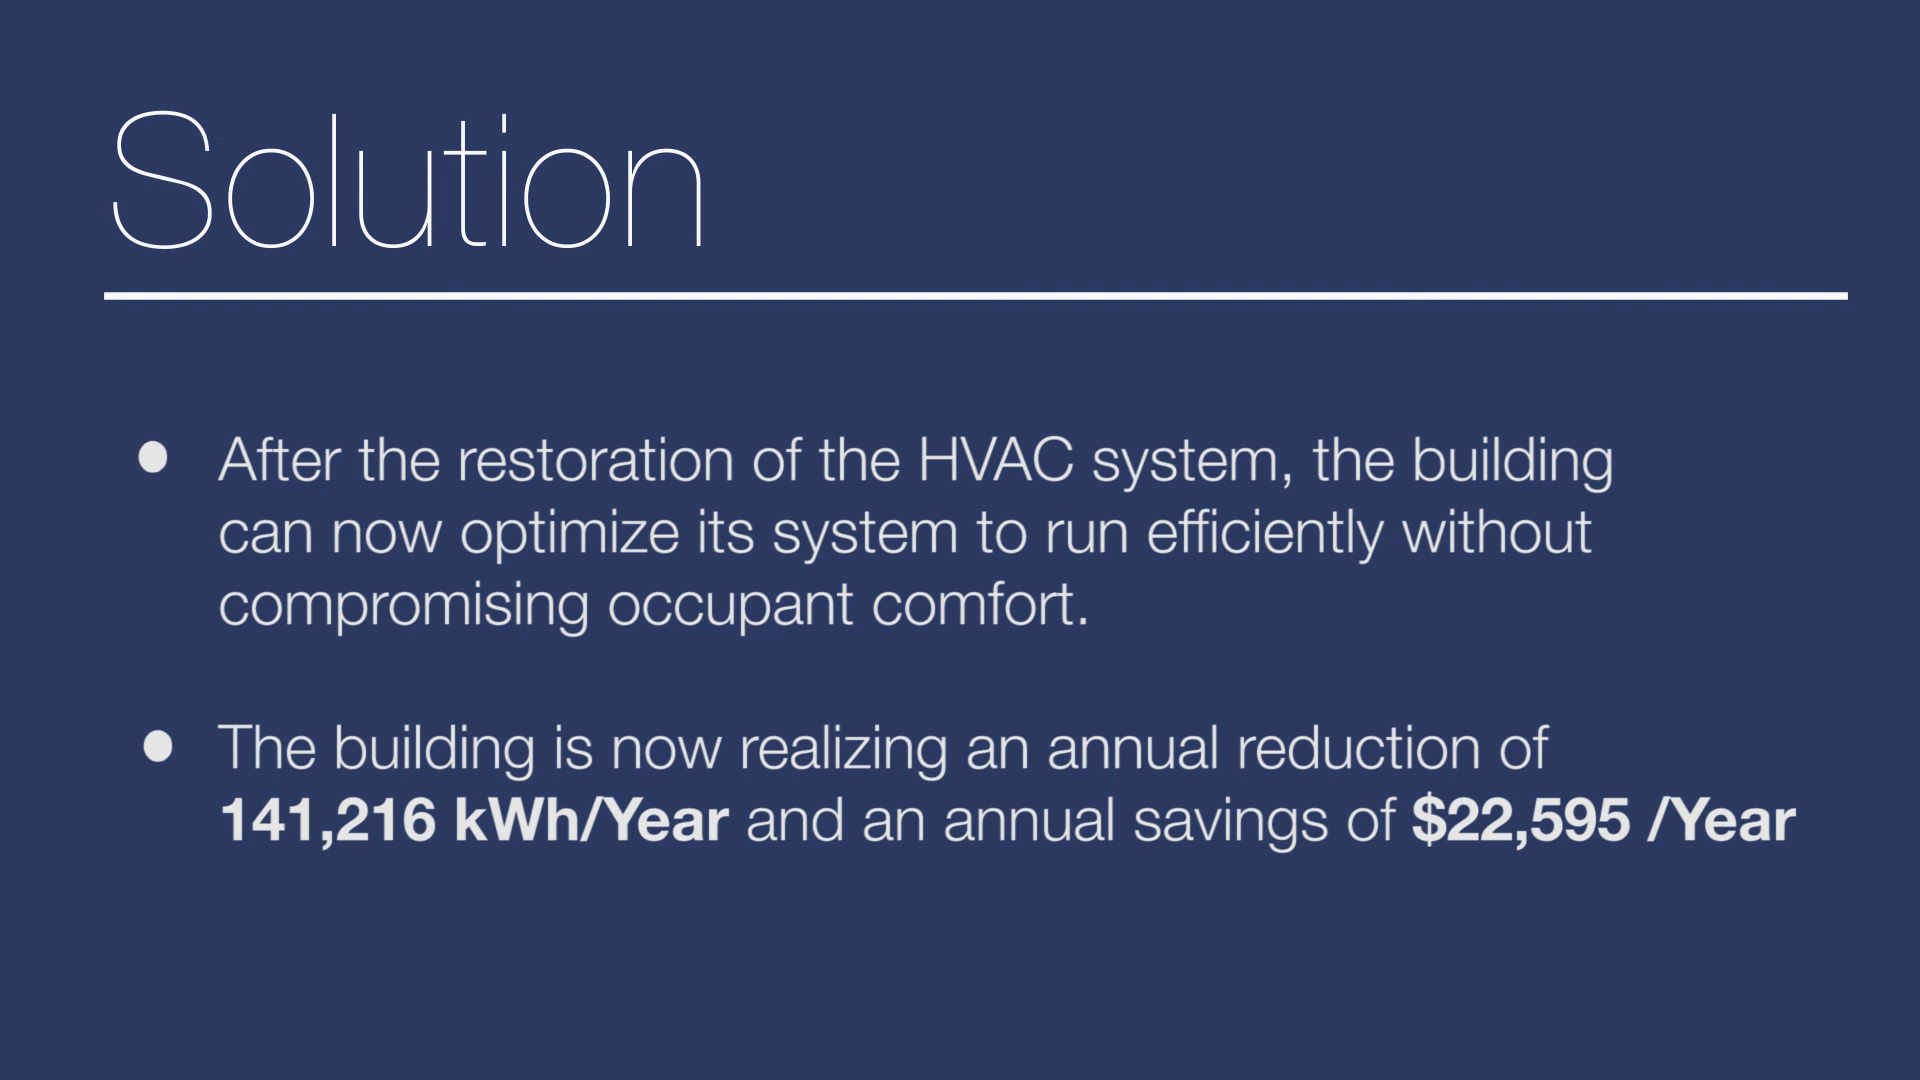 Solution
• After the restoration of the HVAC system, the building
can now optimize its system to run efficiently without
compromising occupant comfort.
• The building is now realizing an annual reduction of
141,216 kWh/Year and an annual savings of $22,595 /Year